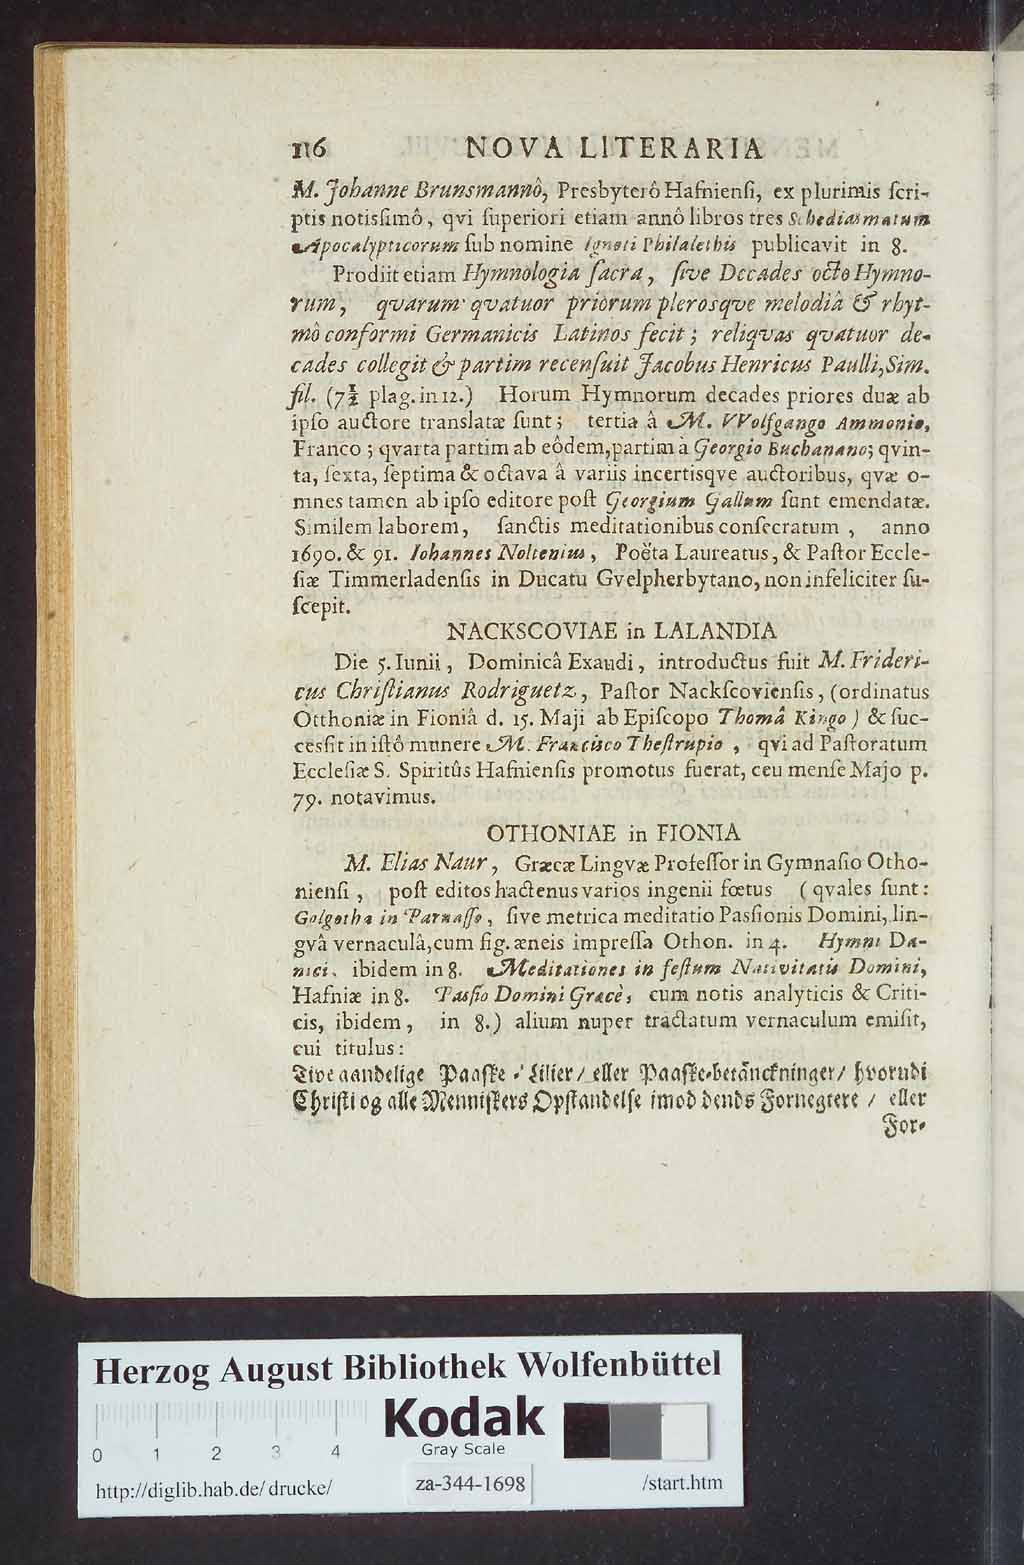 116 NOVA LITERARIA
M. Johanne Brunsmannô, Presbyterô Hafnienſi, ex plurimis ſcri-
ptis notisſimô, qvi ſuperiori etiam annô libros tres Schediasmatum
Apocalypticorum ſub nomine Ignoti Philalethis publicavit in 8.
Prodiit etiam Hymnologia ſacra, ſive Decades octo Hymno-
rum, qvarum qvatuor priorum plerosqve melodiâ & rhyt-
mô conformi Germanicis Latinos fecit; reliqvas qvatuor de-
cades collegit & partim recenſuit Jacobus Henricus Paulli, Sim.
fil. (7½ plag. in 12.) Horum Hymnorum decades priores duæ ab
ipſo auctore translatæ ſunt; tertia â M. VVolfgango Ammonio,
Franco; qvarta partim ab eôdem, partim à Georgio Buchanano; qvin-
ta, ſexta, ſeptima & octava â variis incertisqve auctoribus, qvæ o-
mnes tamen ab ipſo editore poſt Georgium Gallum ſunt emendatæ.
Similem laborem, ſanctis meditationibus conſecratum, anno
1690. & 91. Iohannes Noltenius, Poëta Laureatus, & Paſtor Eccle-
ſiæ Timmerladenſis in Ducatu Gvelpherbytano, non infeliciter ſu-
ſcepit.
NACKSCOVIAE in LALANDIA
Die 5. Iunii, Dominicâ Exaudi, introductus fuit M. Frideri-
cus Chriſtianus Rodriguetz, Paſtor Nackſcovienſis, (ordinatus
Otthoniæ in Fioniâ d. 15. Maji ab Epiſcopo Thomâ Kingo) & ſuc-
cesſit in iſtô munere M. Franciſco Theſtrupio, qvi ad Paſtoratum
Eccleſiæ S. Spiritûs Hafnienſis promotus fuerat, ceu menſe Majo p.
79. notavimus.
OTHONIAE in FIONIA
M. Elias Naur, Græcæ Lingvæ Profeſſor in Gymnaſio Otho-
nienſi, poſt editos hactenus varios ingenii fœtus (qvales ſunt:
Golgotha in Parnaſſo, ſive metrica meditatio Pasſionis Domini, lin-
gvâ vernaculâ, cum fig. æneis impreſſa Othon. in 4. Hymni Da-
nici, ibidem in 8. Meditationes in feſtum Nativitatis Domini,
Hafniæ in 8. Paſſio Domini Græcè, cum notis analyticis & Criti-
cis, ibidem, in 8.) alium nuper tractatum vernaculum emiſit,
cui titulus:
Tive aandelige Paaſke-Lilier/ eller Paaſke-betänckninger/ hvorudi
Chriſti og alle Menniſkers Opſtandelſe imod dends Fornegtere / eller
For-
Herzog August Bibliothek Wolfenbüttel
Kodak
Gray Scale
0 1 2 3 4
http://diglib.hab.de/drucke/ za-344-1698 /start.htm